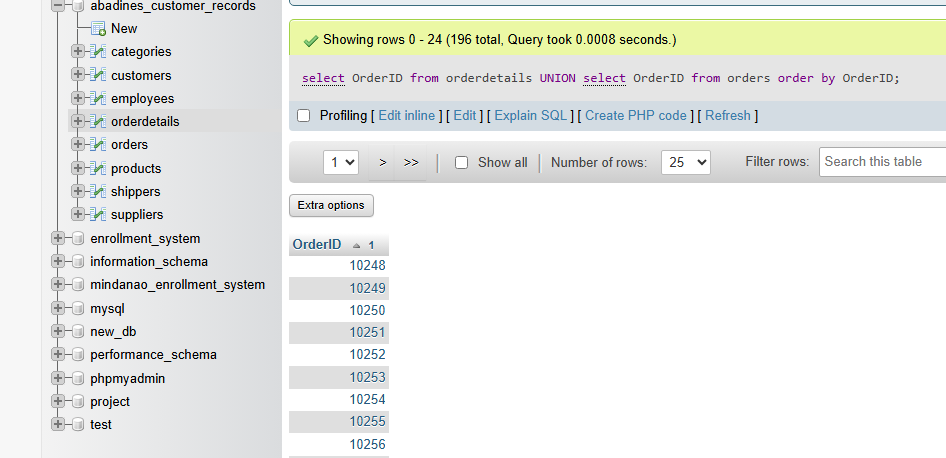 abadines_customer_records
New
categories
customers
employees
orderdetails
orders
products
shippers
suppliers
enrollment_system
information_schema
mindanao_enrollment_system
mysql
new_db
performance_schema
phpmyadmin
project
test
Showing rows 0 - 24 (196 total, Query took 0.0008 seconds.)
select OrderID from orderdetails UNION select OrderID from orders order by OrderID;
Profiling [ Edit inline ] [ Edit ] [ Explain SQL ] [ Create PHP code ] [ Refresh ]
1 > >> Show all Number of rows: 25 Filter rows: Search this table
Extra options
OrderID 1
10248
10249
10250
10251
10252
10253
10254
10255
10256